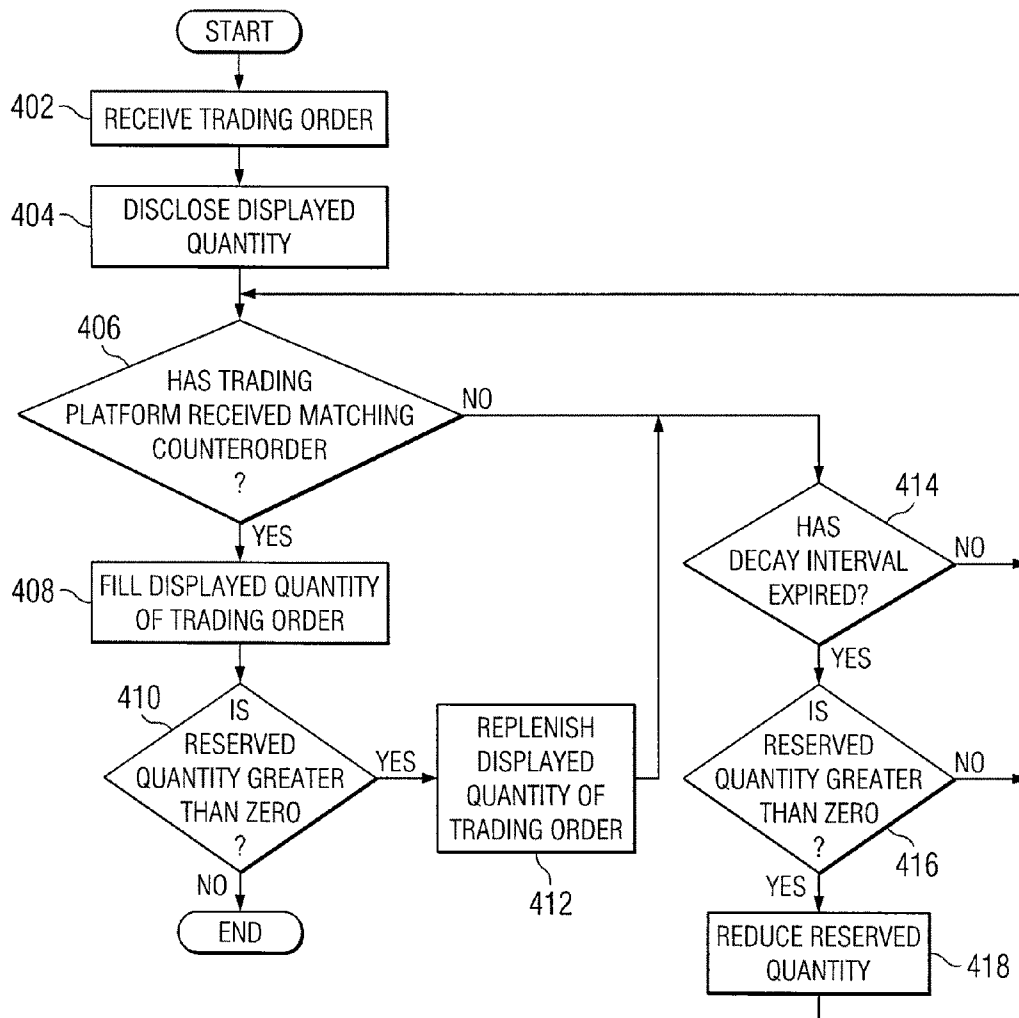 START
402
RECEIVE TRADING ORDER
404
DISCLOSE DISPLAYED
QUANTITY
406
HAS TRADING
PLATFORM RECEIVED MATCHING
COUNTERORDER
?
NO
YES
408
FILL DISPLAYED QUANTITY
OF TRADING ORDER
410
IS
RESERVED
QUANTITY GREATER
THAN ZERO
?
YES
NO
END
REPLENISH
DISPLAYED
QUANTITY OF
TRADING ORDER
412
414
HAS
DECAY INTERVAL
EXPIRED?
NO
YES
IS
RESERVED
QUANTITY GREATER
THAN ZERO
?
NO
416
YES
REDUCE RESERVED
QUANTITY
418